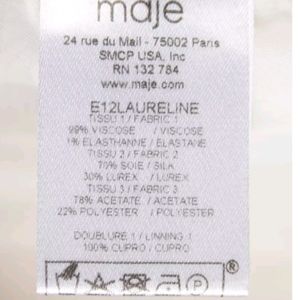 maje
24 rue du Mail - 75002 Paris
SMCP USA. Inc
RN 132 784
www.maje.com
E12LAURELINE
TISSU 1 / FABRIC 1
99% VISCOSE / VISCOSE
1% ELASTHANNE / ELASTANE
TISSU 2 / FABRIC 2
70% SOIE / SILK
30% LUREX / LUREX
TISSU 3 / FABRIC 3
78% ACETATE / ACETATE
22% POLYESTER / POLYESTER
DOUBLURE 1 / LINNING 1
100% CUPRO / CUPRO
P ®